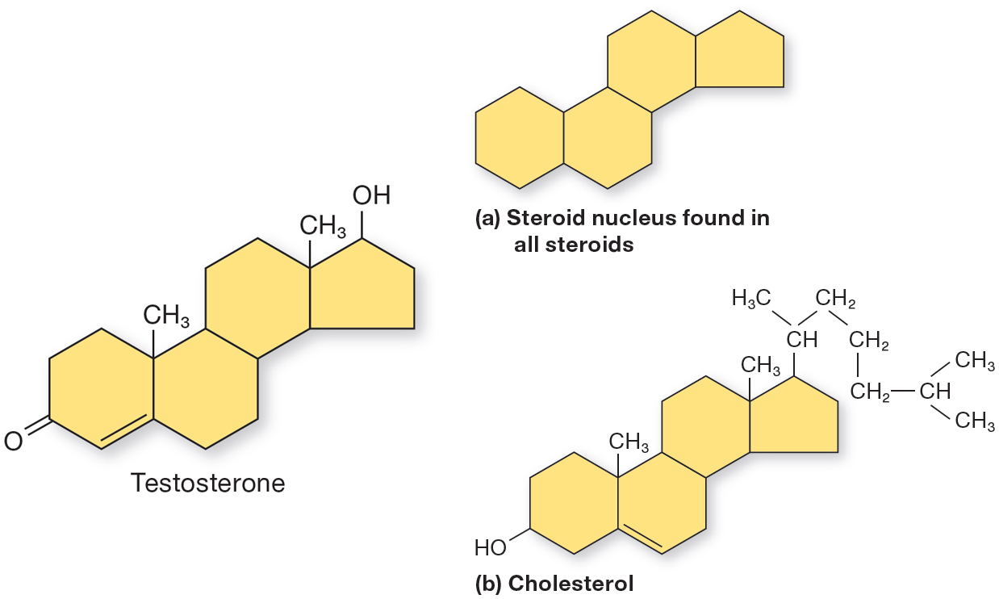 OH
CH₃
CH₃
O
Testosterone
(a) Steroid nucleus found in
all steroids
H₃C
CH₂
CH
CH₂
CH₃
CH₃
CH₂
CH
CH₃
CH₃
HO
(b) Cholesterol